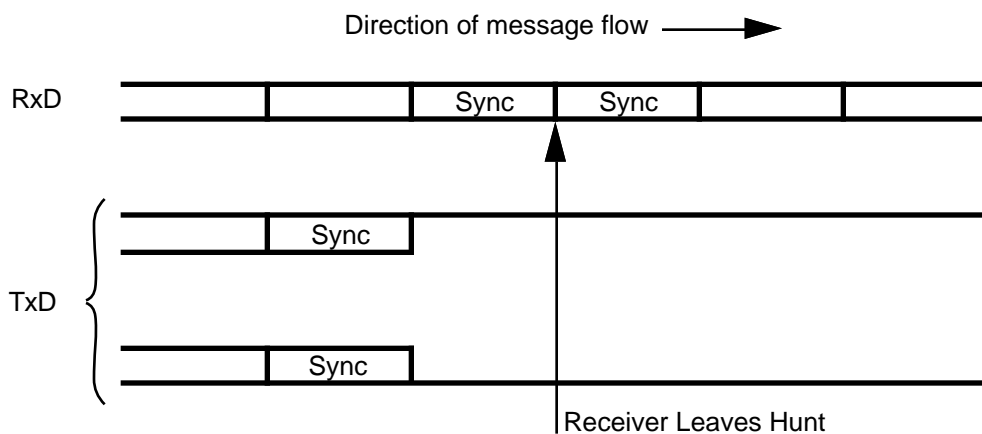 Direction of message flow
RxD
Sync Sync
Sync
TxD
Sync
Receiver Leaves Hunt